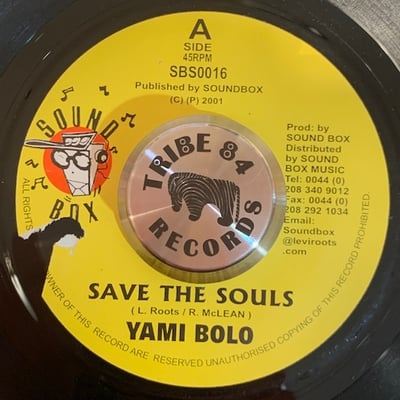 A
SIDE
45RPM
SBS0016
Published by SOUNDBOX
(C) (P) 2001
SOUND
BOX
TRIBE 84
RECORDS
Prod: by
SOUND BOX
Distributed
by SOUND
BOX MUSIC
Tel: 0044 (0)
208 340 9012
Fax: 0044 (0)
208 292 1034
Email:
Soundbox
@leviroots
.com
SAVE THE SOULS
( L. Roots / R. McLEAN )
YAMI BOLO
ALL RIGHTS
OWNER OF THIS RECORD ARE RESERVED UNAUTHORISED COPYING OF THIS RECORD PROHIBITED.